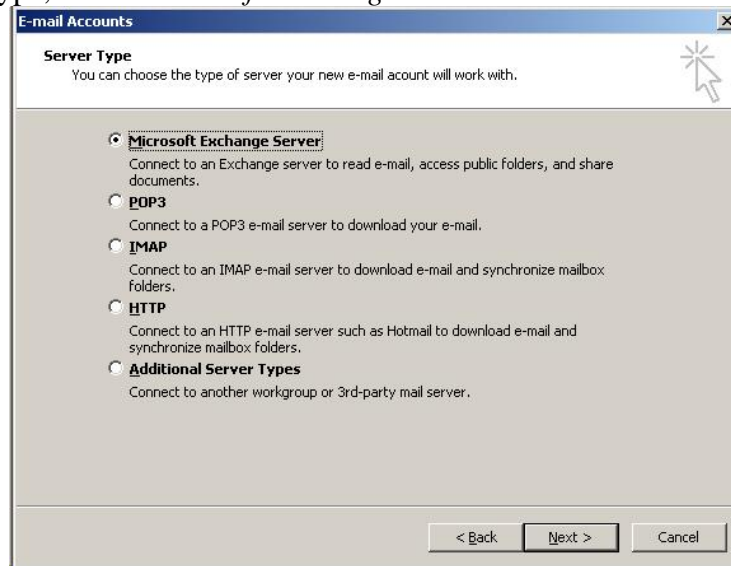 E-mail Accounts
Server Type
You can choose the type of server your new e-mail acount will work with.
Microsoft Exchange Server
Connect to an Exchange server to read e-mail, access public folders, and share
documents.
POP3
Connect to a POP3 e-mail server to download your e-mail.
IMAP
Connect to an IMAP e-mail server to download e-mail and synchronize mailbox
folders.
HTTP
Connect to an HTTP e-mail server such as Hotmail to download e-mail and
synchronize mailbox folders.
Additional Server Types
Connect to another workgroup or 3rd-party mail server.
< Back Next > Cancel